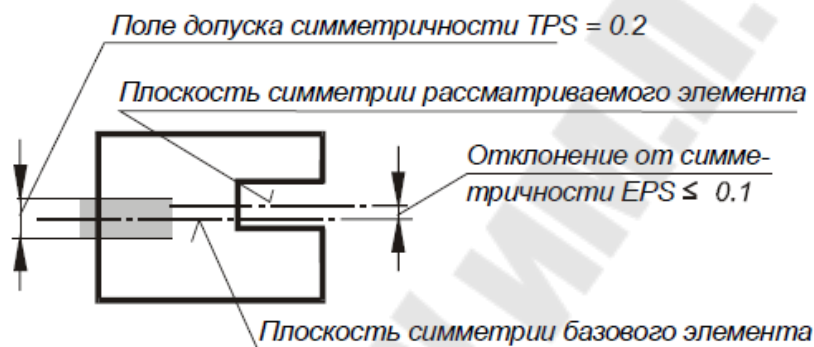 Поле допуска симметричности TPS = 0.2
Плоскость симметрии рассматриваемого элемента
Отклонение от симме-
тричности EPS ≤ 0.1
Плоскость симметрии базового элемента